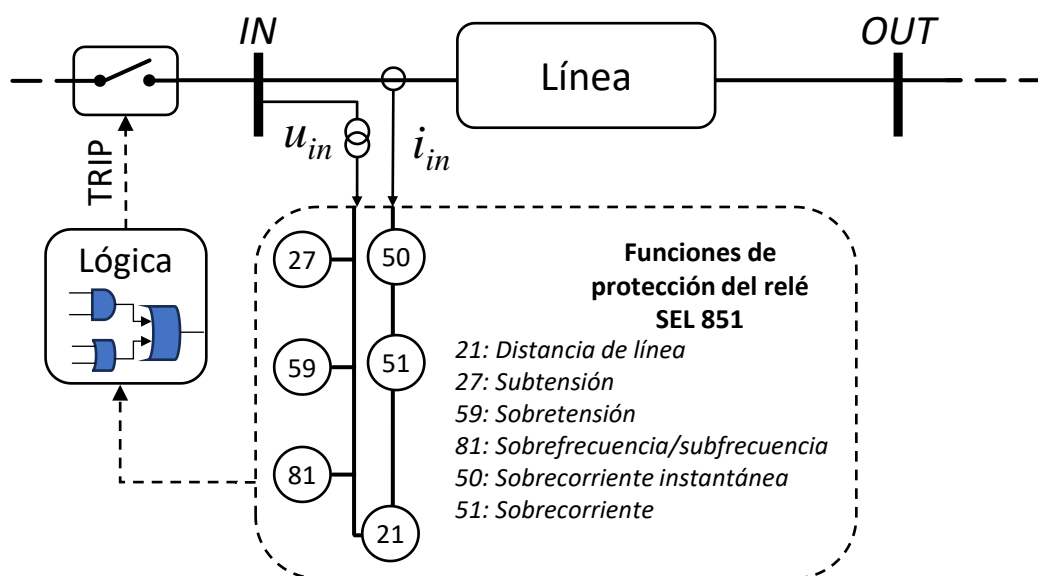 IN
OUT
Línea
u_in
i_in
TRIP
Lógica
27
50
59
51
81
21
Funciones de
protección del relé
SEL 851
21: Distancia de línea
27: Subtensión
59: Sobretensión
81: Sobrefrecuencia/subfrecuencia
50: Sobrecorriente instantánea
51: Sobrecorriente